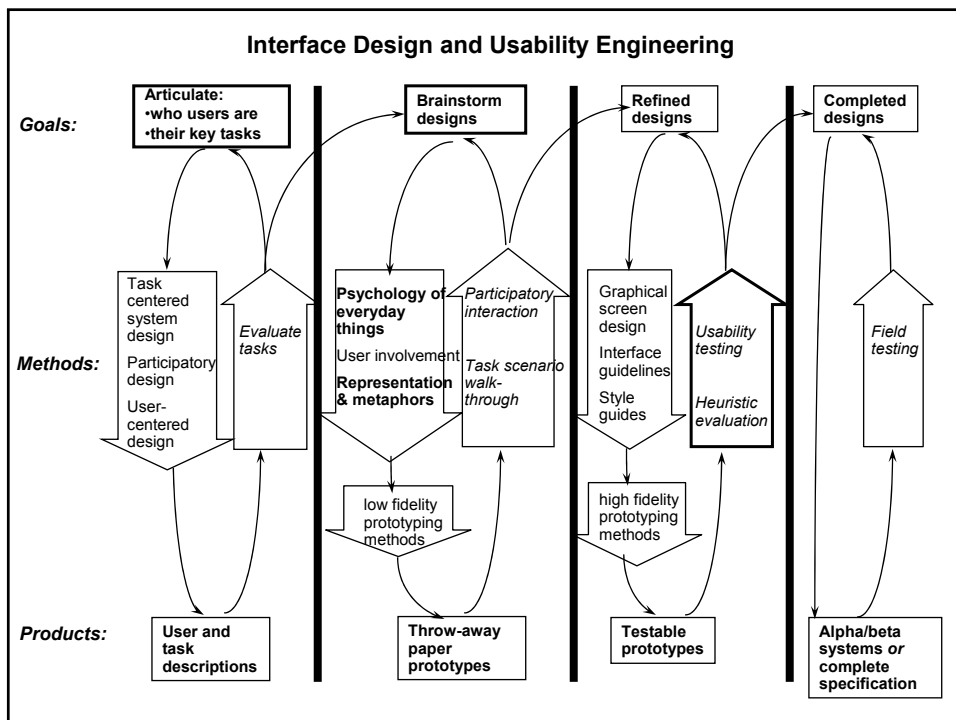 Interface Design and Usability Engineering
Goals:
Articulate:
•who users are
•their key tasks
Brainstorm
designs
Refined
designs
Completed
designs
Methods:
Task
centered
system
design
Participatory
design
User-
centered
design
Evaluate
tasks
Psychology of
everyday
things
User involvement
Representation
& metaphors
Participatory
interaction
Task scenario
walk-
through
low fidelity
prototyping
methods
Graphical
screen
design
Interface
guidelines
Style
guides
Usability
testing
Heuristic
evaluation
high fidelity
prototyping
methods
Field
testing
Products:
User and
task
descriptions
Throw-away
paper
prototypes
Testable
prototypes
Alpha/beta
systems or
complete
specification